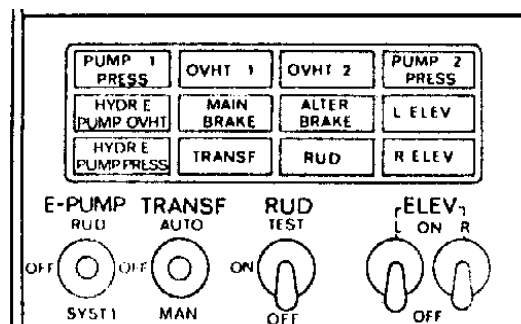 PUMP 1 PRESS
OVHT 1
OVHT 2
PUMP 2 PRESS
HYDR E PUMP OVHT
MAIN BRAKE
ALTER BRAKE
L ELEV
HYDR E PUMP PRESS
TRANSF
RUD
R ELEV
E-PUMP TRANSF RUD ELEV
RUD AUTO TEST L ON R
OFF OFF ON
SYST 1 MAN OFF OFF